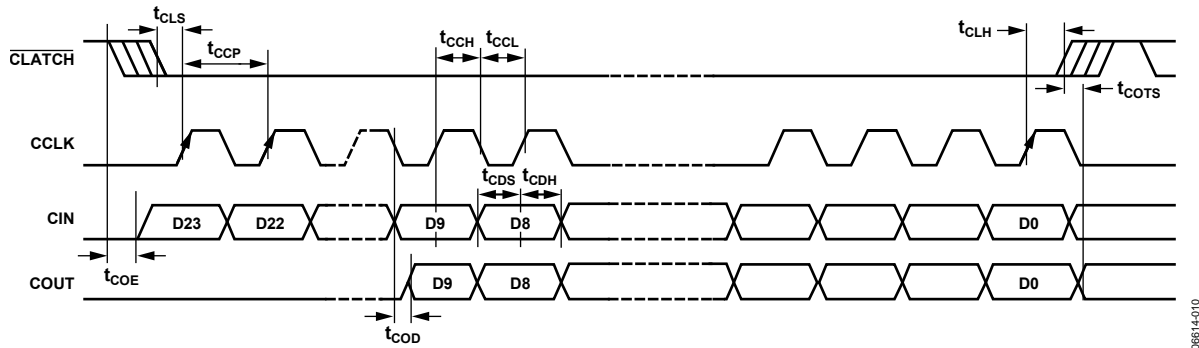 tCLS
tCCP
tCCH
tCCL
tCLH
CLATCH
tCOTS
CCLK
tCDS
tCDH
CIN
D23
D22
D9
D8
D0
tCOE
COUT
D9
D8
D0
tCOD
06614-010